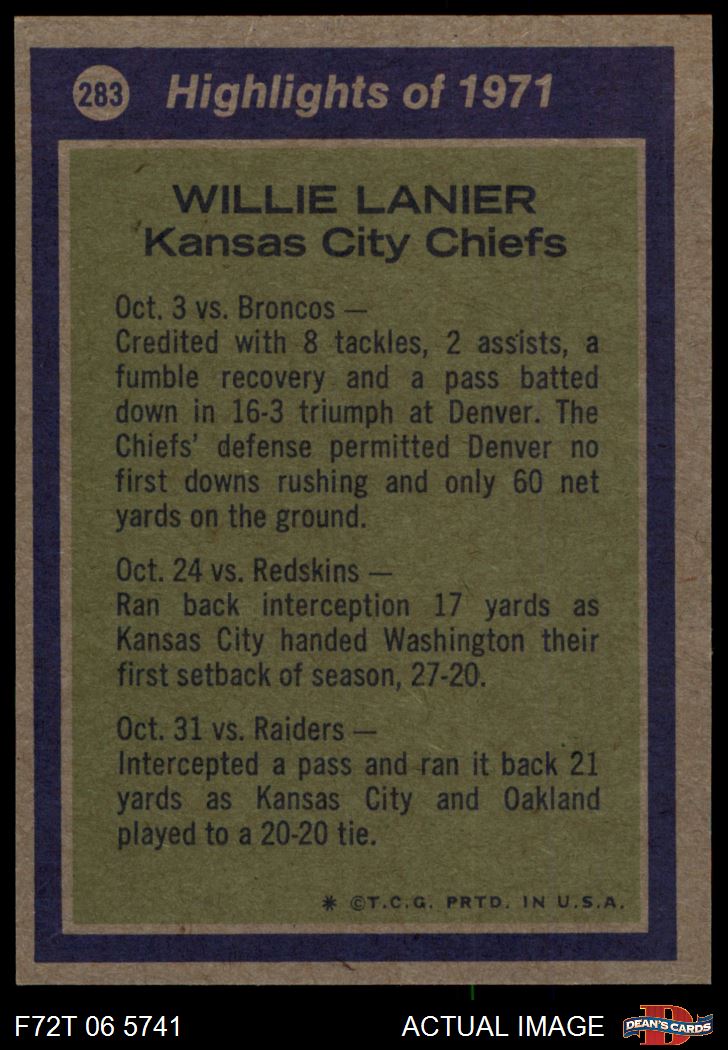 283 Highlights of 1971
WILLIE LANIER
Kansas City Chiefs
Oct. 3 vs. Broncos —
Credited with 8 tackles, 2 assists, a
fumble recovery and a pass batted
down in 16-3 triumph at Denver. The
Chiefs' defense permitted Denver no
first downs rushing and only 60 net
yards on the ground.
Oct. 24 vs. Redskins —
Ran back interception 17 yards as
Kansas City handed Washington their
first setback of season, 27-20.
Oct. 31 vs. Raiders —
Intercepted a pass and ran it back 21
yards as Kansas City and Oakland
played to a 20-20 tie.
* ©T.C.G. PRTD. IN U.S.A.
F72T 06 5741 ACTUAL IMAGE D DEAN'S CARDS